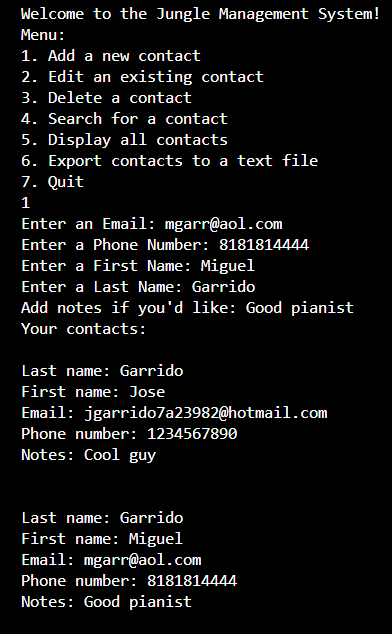 Welcome to the Jungle Management System!
Menu:
1. Add a new contact
2. Edit an existing contact
3. Delete a contact
4. Search for a contact
5. Display all contacts
6. Export contacts to a text file
7. Quit
1
Enter an Email: mgarr@aol.com
Enter a Phone Number: 8181814444
Enter a First Name: Miguel
Enter a Last Name: Garrido
Add notes if you'd like: Good pianist
Your contacts:

Last name: Garrido
First name: Jose
Email: jgarrido7a23982@hotmail.com
Phone number: 1234567890
Notes: Cool guy

Last name: Garrido
First name: Miguel
Email: mgarr@aol.com
Phone number: 8181814444
Notes: Good pianist